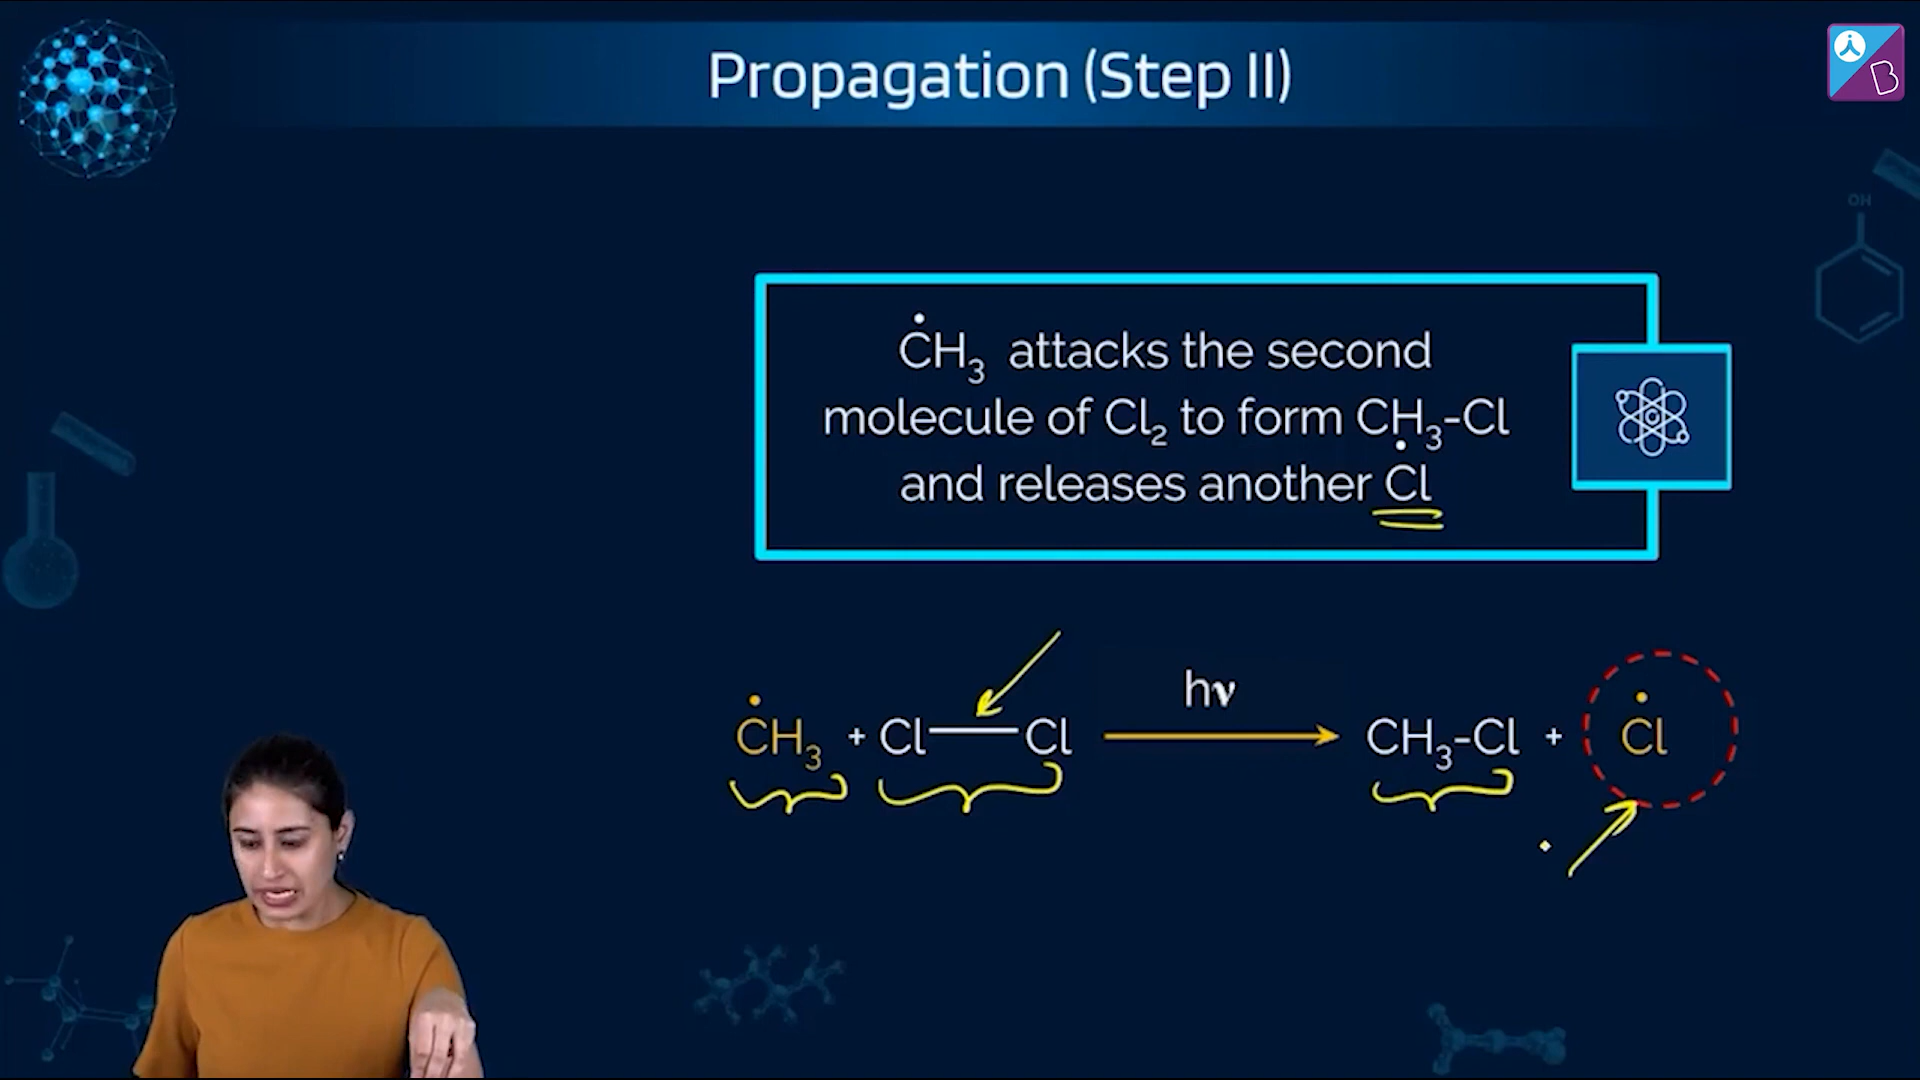 Propagation (Step II)
B
OH
ĊH₃ attacks the second
molecule of Cl₂ to form CH₃-Cl
and releases another Ċl
hν
ĊH₃ + Cl—Cl → CH₃-Cl + Ċl